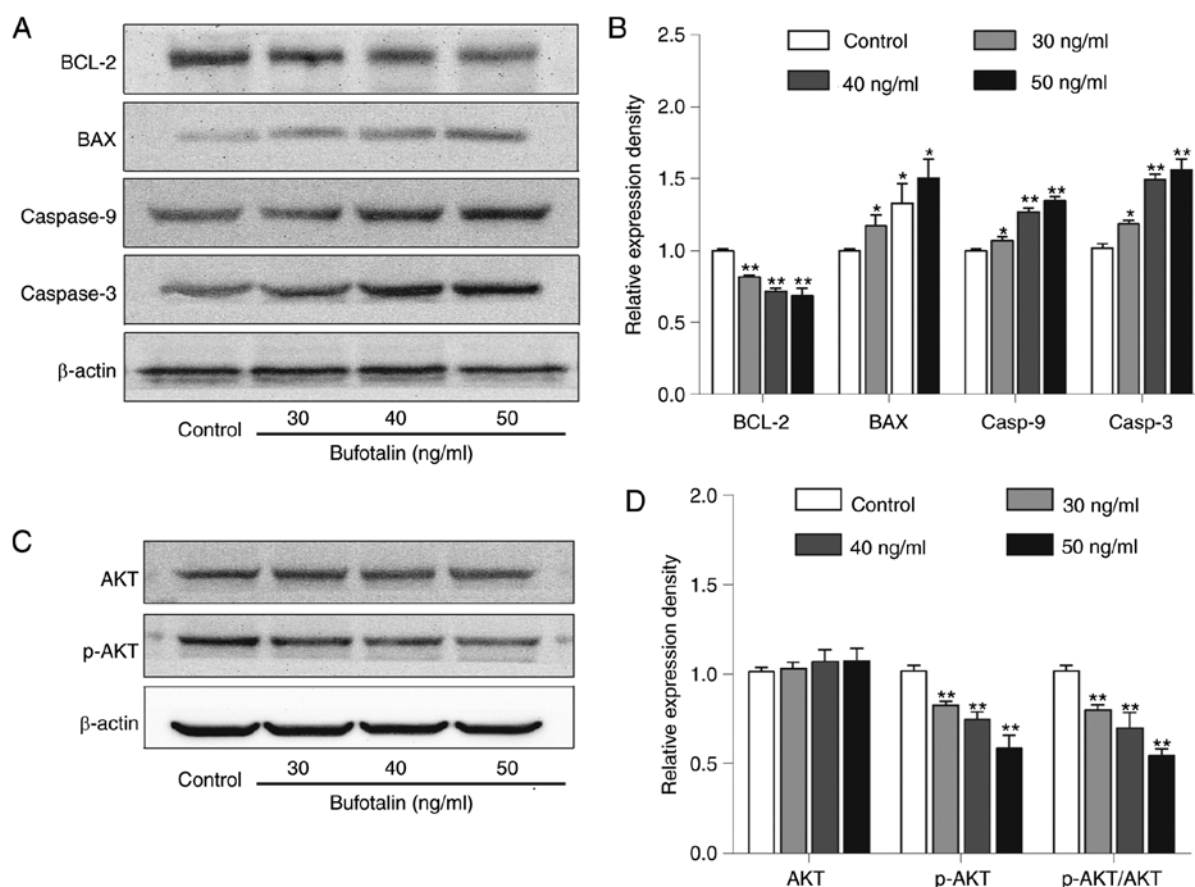 A
BCL-2
BAX
Caspase-9
Caspase-3
β-actin
Control 30 40 50
Bufotalin (ng/ml)
B
Control 30 ng/ml
40 ng/ml 50 ng/ml
Relative expression density
2.5
2.0
1.5
1.0
0.5
0.0
** ** **
* * *
* ** **
* ** **
BCL-2 BAX Casp-9 Casp-3
C
AKT
p-AKT
β-actin
Control 30 40 50
Bufotalin (ng/ml)
D
Control 30 ng/ml
40 ng/ml 50 ng/ml
Relative expression density
2.0
1.5
1.0
0.5
0.0
** ** **
** ** **
AKT p-AKT p-AKT/AKT